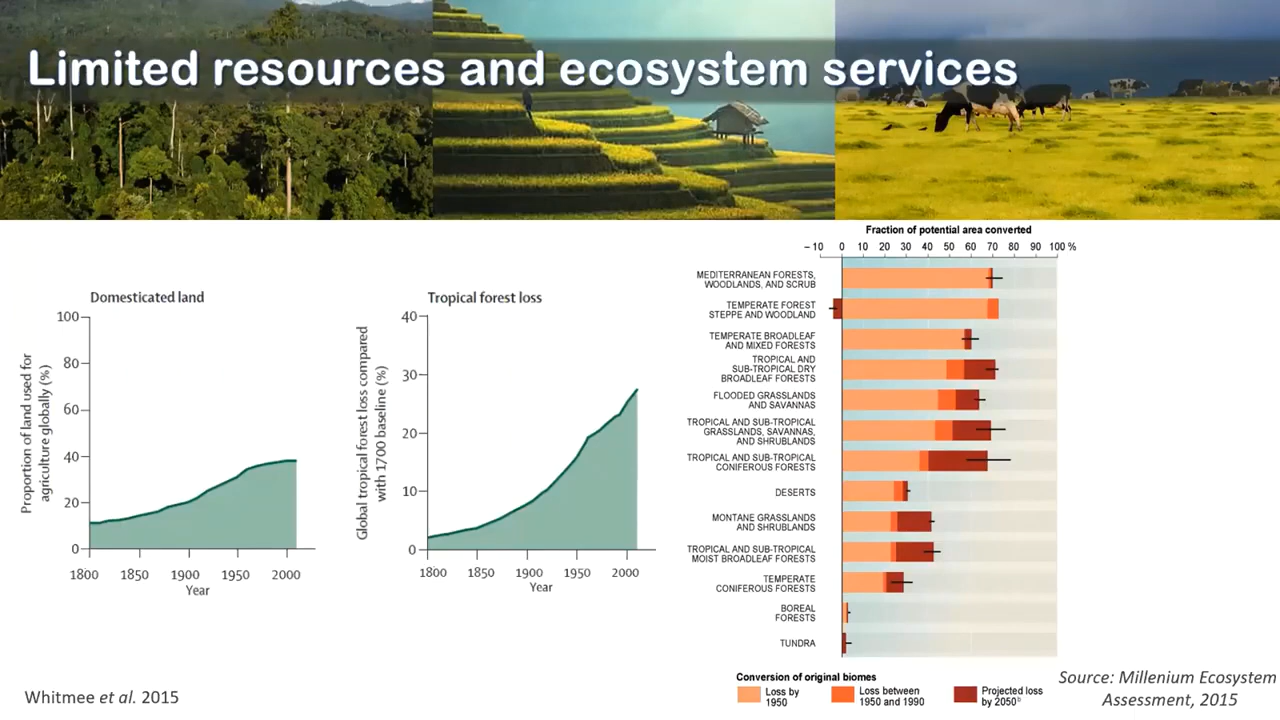 Limited resources and ecosystem services
Domesticated land
Proportion of land used for
agriculture globally (%)
100
80
60
40
20
0
1800
1850
1900
1950
2000
Year
Tropical forest loss
Global tropical forest loss compared
with 1700 baseline (%)
40
30
20
10
0
1800
1850
1900
1950
2000
Year
Fraction of potential area converted
– 10 0 10 20 30 40 50 60 70 80 90 100 %
MEDITERRANEAN FORESTS,
WOODLANDS, AND SCRUB
TEMPERATE FOREST
STEPPE AND WOODLAND
TEMPERATE BROADLEAF
AND MIXED FORESTS
TROPICAL AND
SUB-TROPICAL DRY
BROADLEAF FORESTS
FLOODED GRASSLANDS
AND SAVANNAS
TROPICAL AND SUB-TROPICAL
GRASSLANDS, SAVANNAS,
AND SHRUBLANDS
TROPICAL AND SUB-TROPICAL
CONIFEROUS FORESTS
DESERTS
MONTANE GRASSLANDS
AND SHRUBLANDS
TROPICAL AND SUB-TROPICAL
MOIST BROADLEAF FORESTS
TEMPERATE
CONIFEROUS FORESTS
BOREAL
FORESTS
TUNDRA
Conversion of original biomes
Loss by
1950
Loss between
1950 and 1990
Projected loss
by 2050b
Whitmee et al. 2015
Source: Millenium Ecosystem
Assessment, 2015